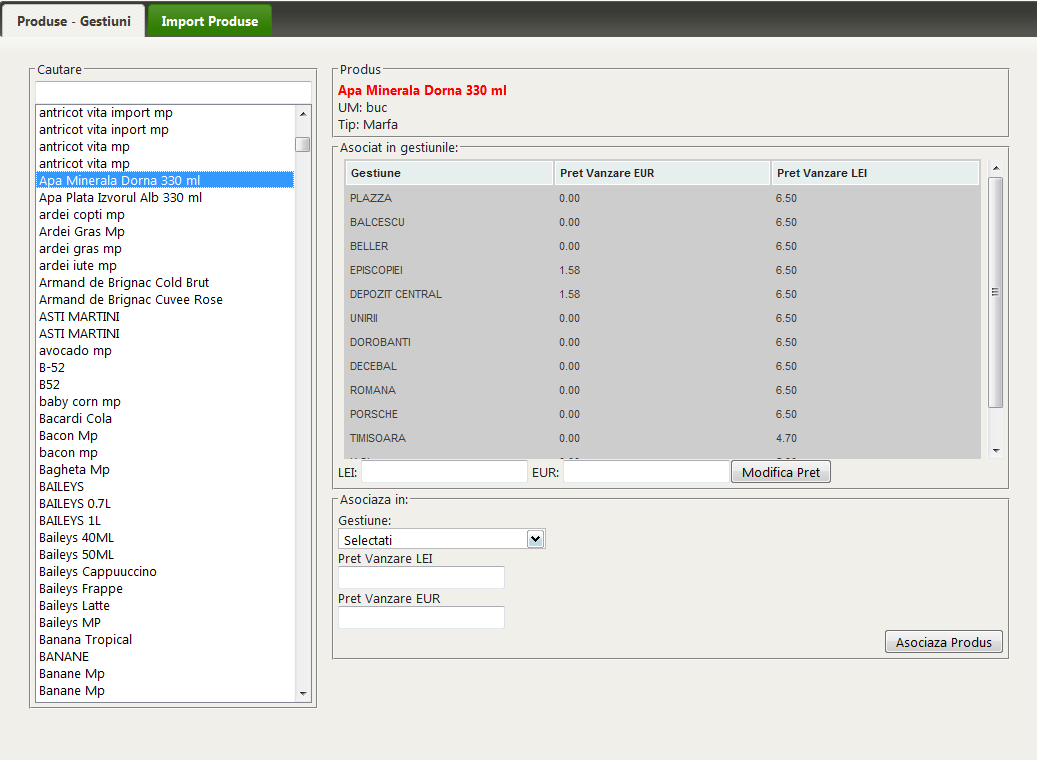 Produse - Gestiuni
Import Produse
Cautare
antricot vita import mp
antricot vita inport mp
antricot vita mp
antricot vita mp
Apa Minerala Dorna 330 ml
Apa Plata Izvorul Alb 330 ml
ardei copti mp
Ardei Gras Mp
ardei gras mp
ardei iute mp
Armand de Brignac Cold Brut
Armand de Brignac Cuvee Rose
ASTI MARTINI
ASTI MARTINI
avocado mp
B-52
B52
baby corn mp
Bacardi Cola
Bacon Mp
bacon mp
Bagheta Mp
BAILEYS
BAILEYS 0.7L
BAILEYS 1L
Baileys 40ML
Baileys 50ML
Baileys Cappuuccino
Baileys Frappe
Baileys Latte
Baileys MP
Banana Tropical
BANANE
Banane Mp
Banane Mp
Produs
Apa Minerala Dorna 330 ml
UM: buc
Tip: Marfa
Asociat in gestiunile:
Gestiune Pret Vanzare EUR Pret Vanzare LEI
PLAZZA 0.00 6.50
BALCESCU 0.00 6.50
BELLER 0.00 6.50
EPISCOPIEI 1.58 6.50
DEPOZIT CENTRAL 1.58 6.50
UNIRII 0.00 6.50
DOROBANTI 0.00 6.50
DECEBAL 0.00 6.50
ROMANA 0.00 6.50
PORSCHE 0.00 6.50
TIMISOARA 0.00 4.70
LEI: EUR: Modifica Pret
Asociaza in:
Gestiune:
Selectati
Pret Vanzare LEI
Pret Vanzare EUR
Asociaza Produs